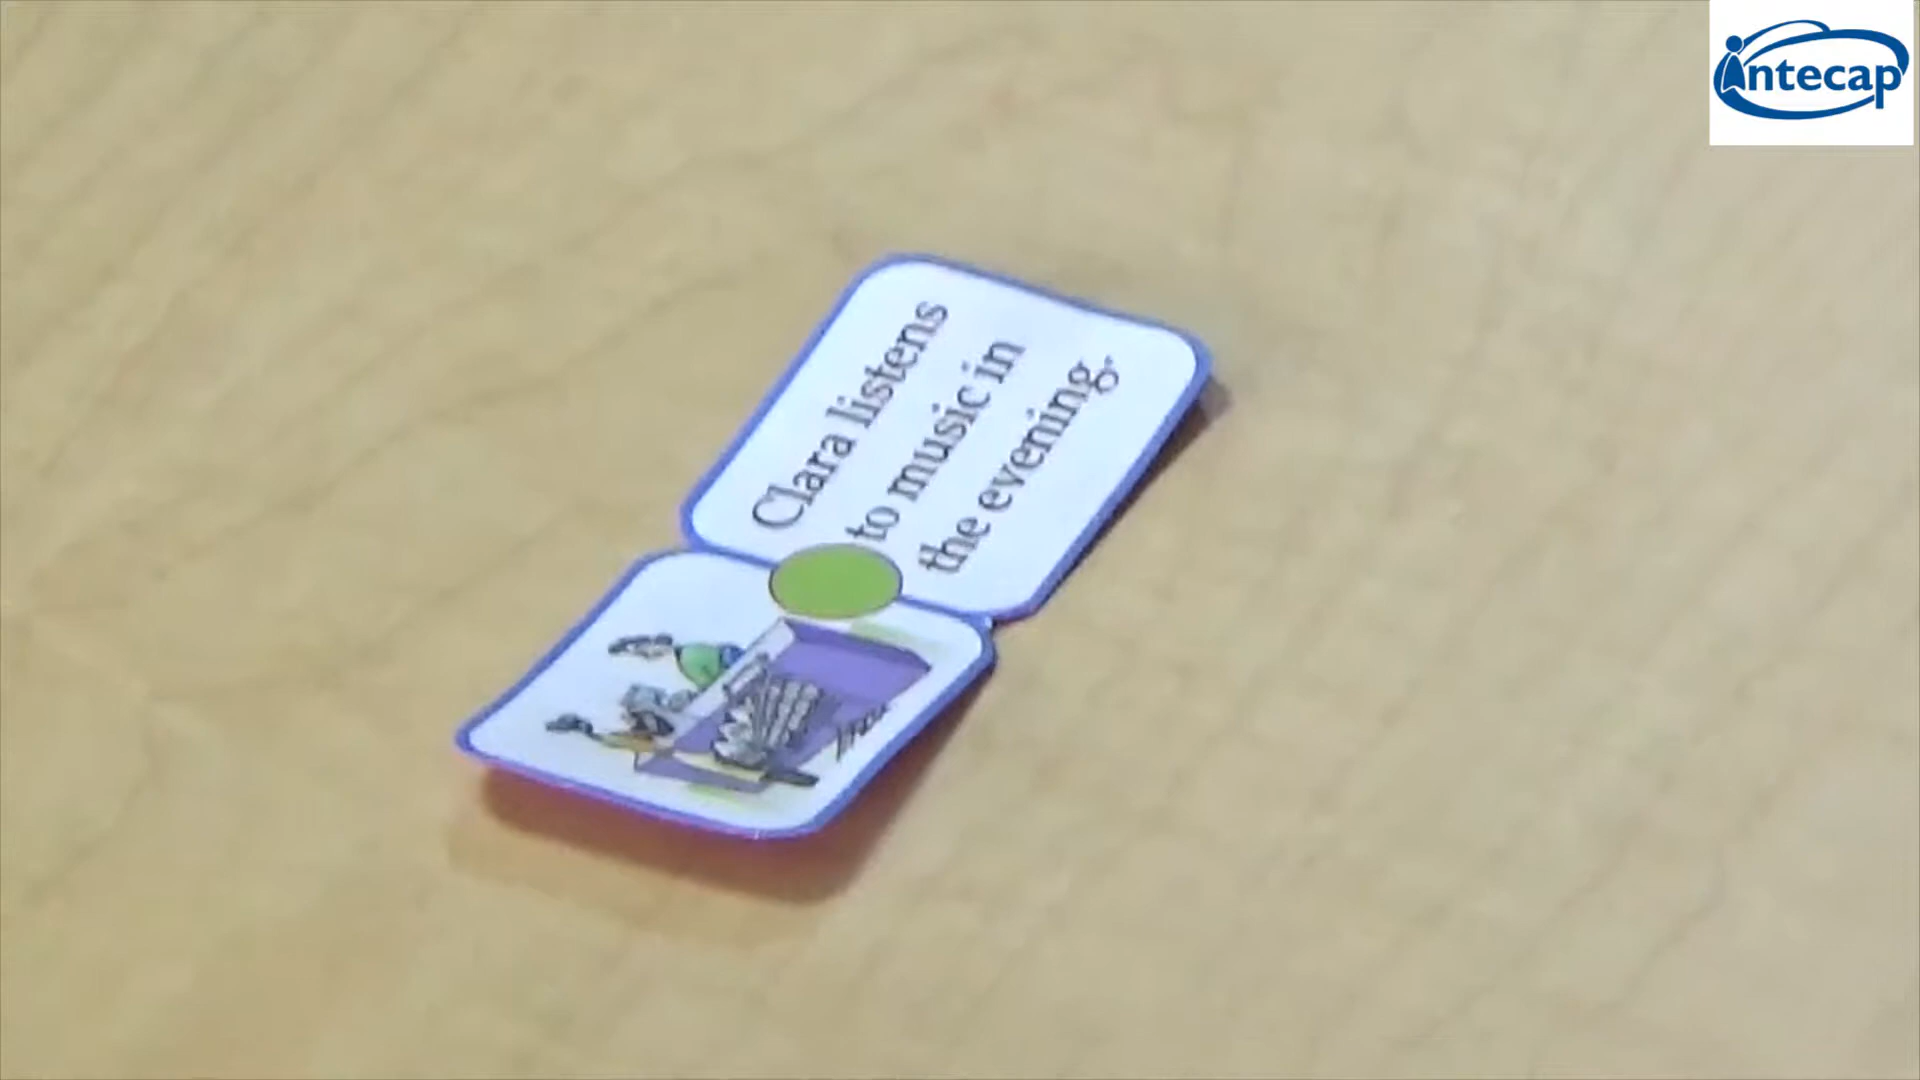 intecap
Clara listens
to music in
the evening.